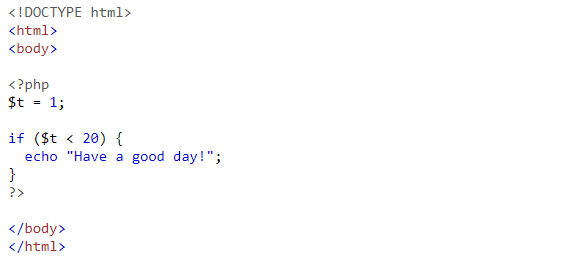 <!DOCTYPE html>
<html>
<body>

<?php
$t = 1;

if ($t < 20) {
  echo "Have a good day!";
}
?>

</body>
</html>